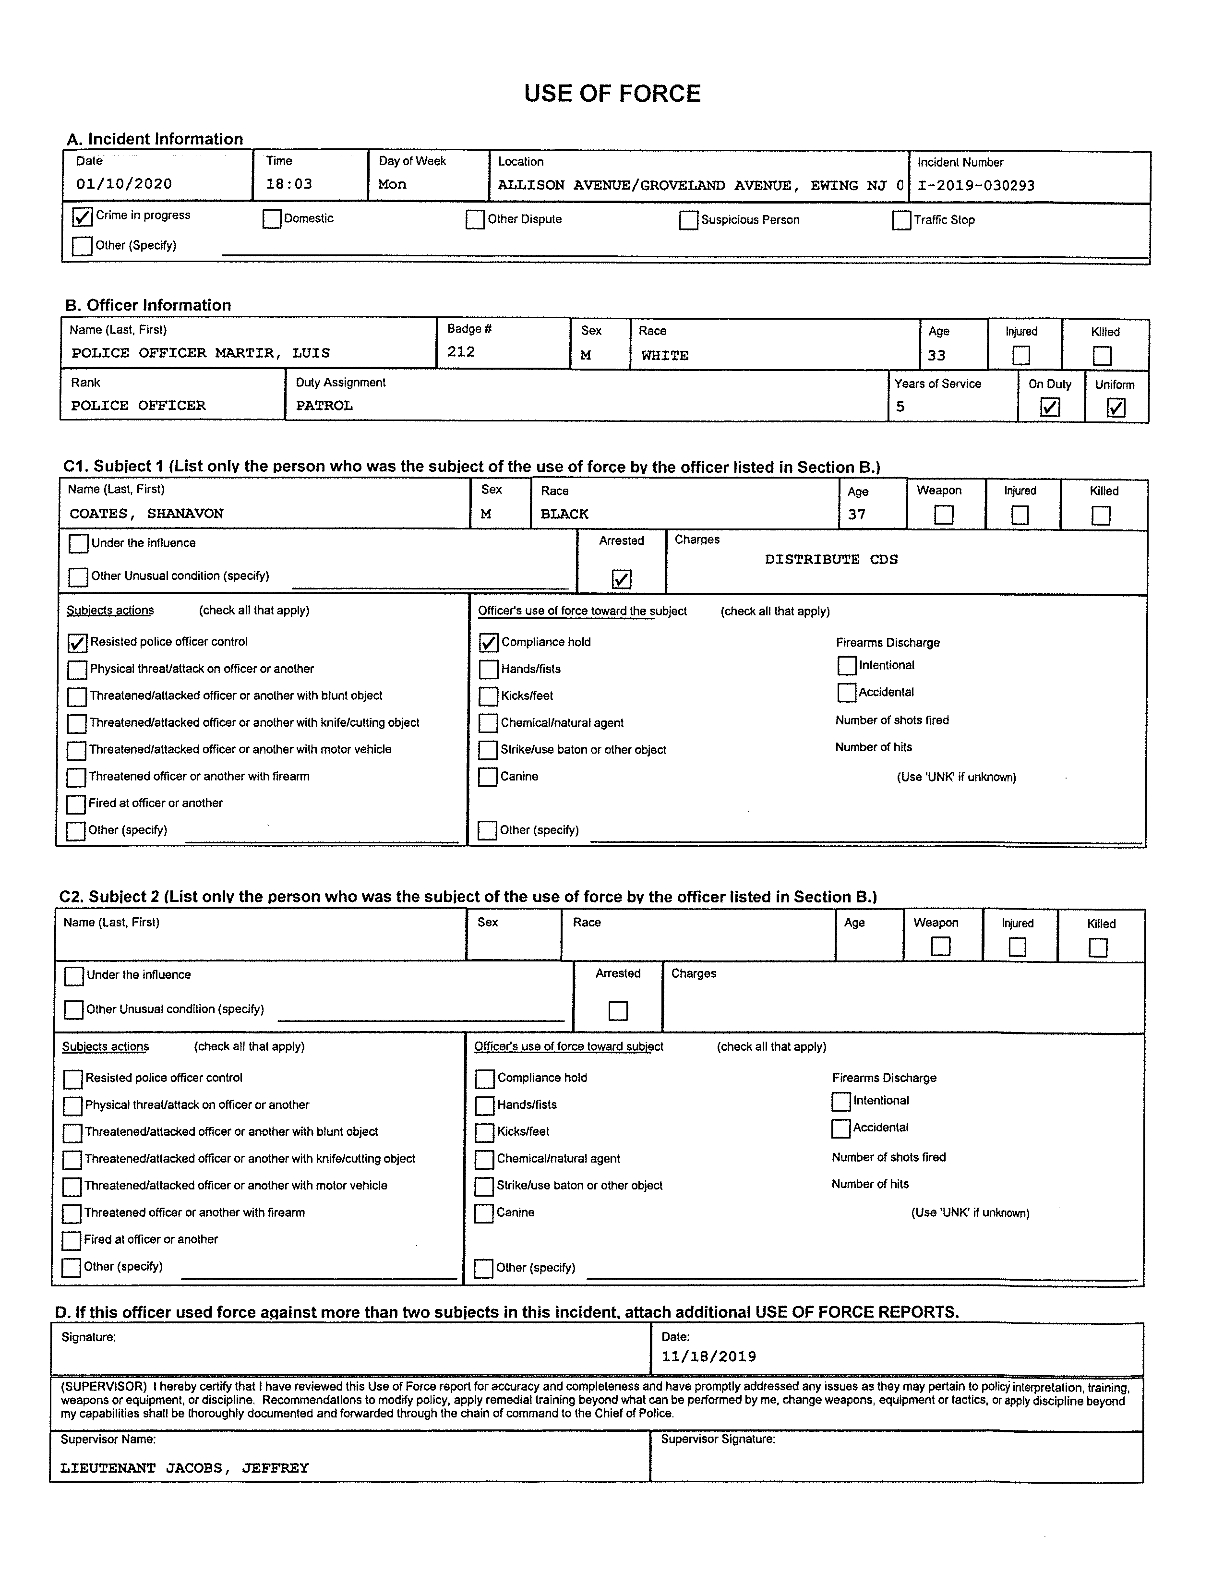 USE OF FORCE
A. Incident Information
Date Time Day of Week Location Incident Number
01/10/2020 18:03 Mon ALLISON AVENUE/GROVELAND AVENUE, EWING NJ 0 I-2019-030293
Crime in progress Domestic Other Dispute Suspicious Person Traffic Stop
Other (Specify)
B. Officer Information
Name (Last, First) Badge # Sex Race Age Injured Killed
POLICE OFFICER MARTIR, LUIS 212 M WHITE 33
Rank Duty Assignment Years of Service On Duty Uniform
POLICE OFFICER PATROL 5
C1. Subject 1 (List only the person who was the subject of the use of force by the officer listed in Section B.)
Name (Last, First) Sex Race Age Weapon Injured Killed
COATES, SHANAVON M BLACK 37
Under the influence Arrested Charges
DISTRIBUTE CDS
Other Unusual condition (specify)
Subjects actions (check all that apply) Officer's use of force toward the subject (check all that apply)
Resisted police officer control Compliance hold Firearms Discharge
Physical threat/attack on officer or another Hands/fists Intentional
Threatened/attacked officer or another with blunt object Kicks/feet Accidental
Threatened/attacked officer or another with knife/cutting object Chemical/natural agent Number of shots fired
Threatened/attacked officer or another with motor vehicle Strike/use baton or other object Number of hits
Threatened officer or another with firearm Canine (Use 'UNK' if unknown)
Fired at officer or another
Other (specify) Other (specify)
C2. Subject 2 (List only the person who was the subject of the use of force by the officer listed in Section B.)
Name (Last, First) Sex Race Age Weapon Injured Killed
Under the influence Arrested Charges
Other Unusual condition (specify)
Subjects actions (check all that apply) Officer's use of force toward subject (check all that apply)
Resisted police officer control Compliance hold Firearms Discharge
Physical threat/attack on officer or another Hands/fists Intentional
Threatened/attacked officer or another with blunt object Kicks/feet Accidental
Threatened/attacked officer or another with knife/cutting object Chemical/natural agent Number of shots fired
Threatened/attacked officer or another with motor vehicle Strike/use baton or other object Number of hits
Threatened officer or another with firearm Canine (Use 'UNK' if unknown)
Fired at officer or another
Other (specify) Other (specify)
D. If this officer used force against more than two subjects in this incident, attach additional USE OF FORCE REPORTS.
Signature: Date:
11/18/2019
(SUPERVISOR) I hereby certify that I have reviewed this Use of Force report for accuracy and completeness and have promptly addressed any issues as they may pertain to policy interpretation, training,
weapons or equipment, or discipline. Recommendations to modify policy, apply remedial training beyond what can be performed by me, change weapons, equipment or tactics, or apply discipline beyond
my capabilities shall be thoroughly documented and forwarded through the chain of command to the Chief of Police.
Supervisor Name: Supervisor Signature:
LIEUTENANT JACOBS, JEFFREY